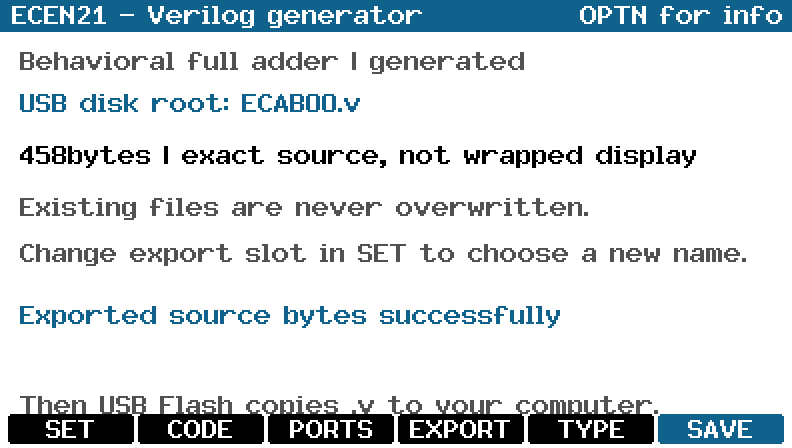 ECEN21 - Verilog generator OPTN for info
Behavioral full adder | generated
USB disk root: ECAB00.v
458bytes | exact source, not wrapped display
Existing files are never overwritten.
Change export slot in SET to choose a new name.
Exported source bytes successfully
Then USB Flash copies .v to your computer.
SET CODE PORTS EXPORT TYPE SAVE